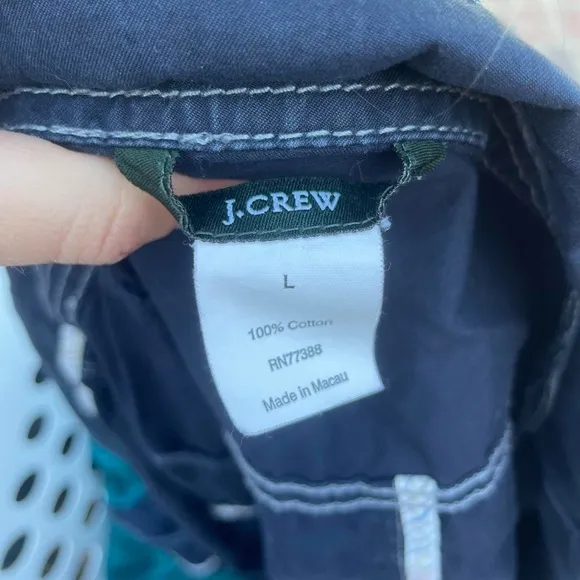 J.CREW
L
100% Cotton
RN77388
Made in Macau